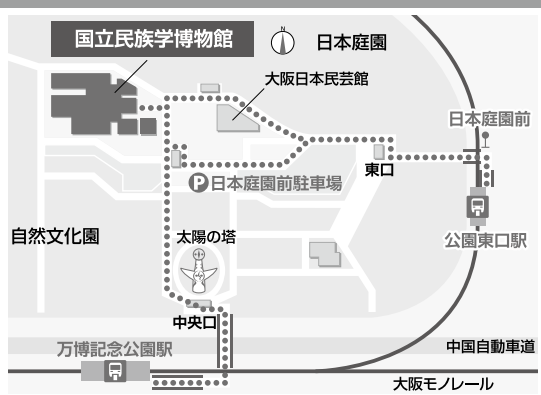 国立民族学博物館
N
日本庭園
大阪日本民芸館
日本庭園前
東口
P日本庭園前駐車場
公園東口駅
自然文化園
太陽の塔
中央口
万博記念公園駅
中国自動車道
大阪モノレール